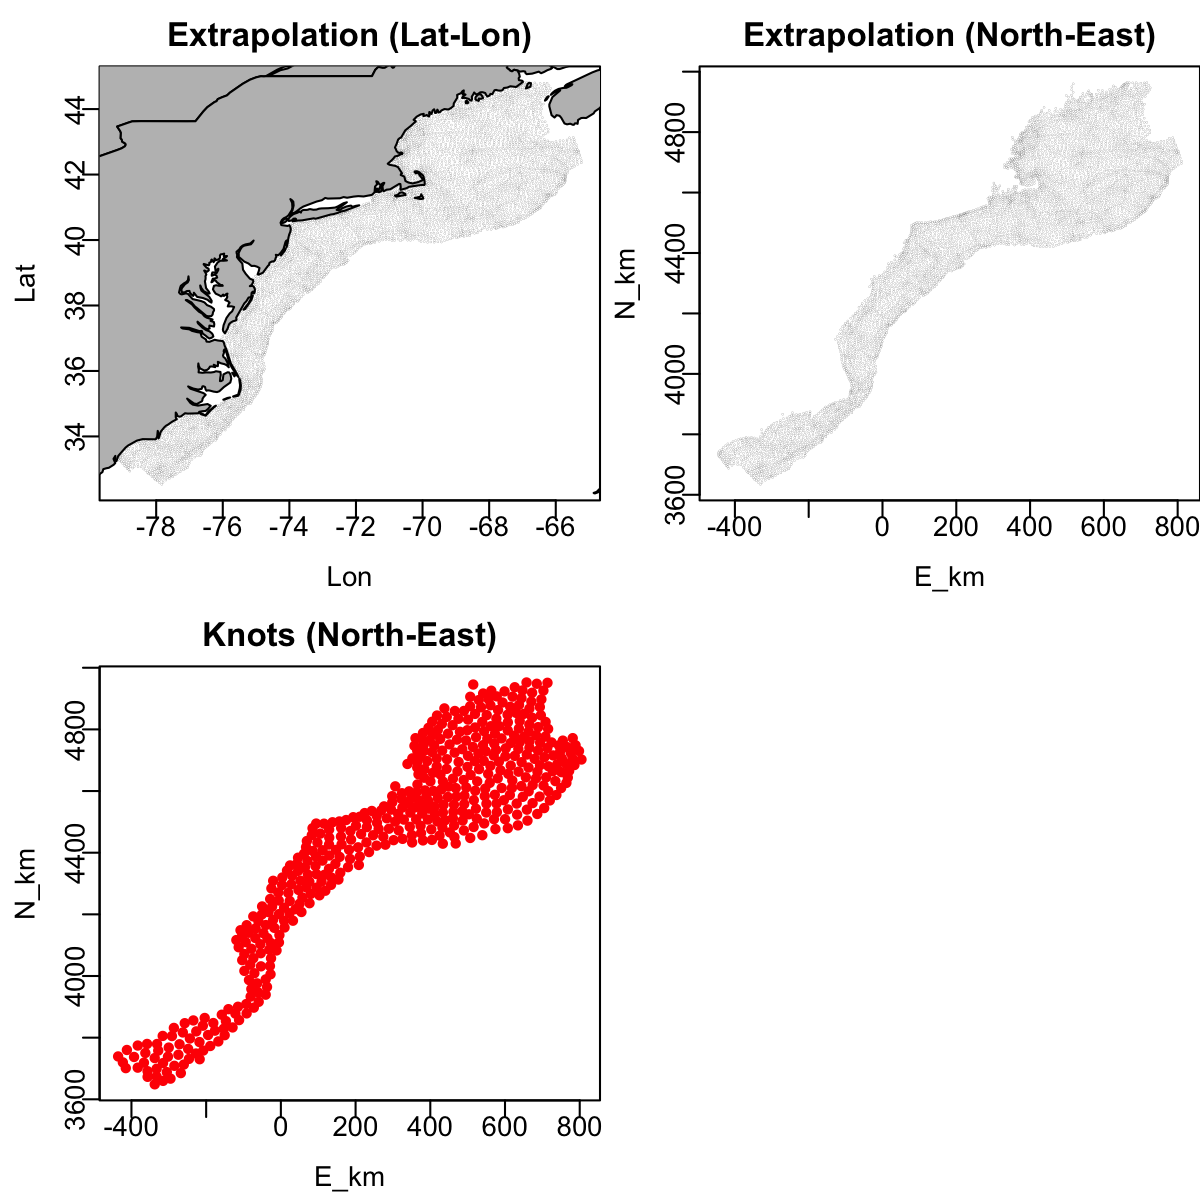 Extrapolation (Lat-Lon)
Lat
44
42
40
38
36
34
-78 -76 -74 -72 -70 -68 -66
Lon
Extrapolation (North-East)
N_km
4800
4400
4000
3600
-400 0 200 400 600 800
E_km
Knots (North-East)
N_km
4800
4400
4000
3600
-400 0 200 400 600 800
E_km